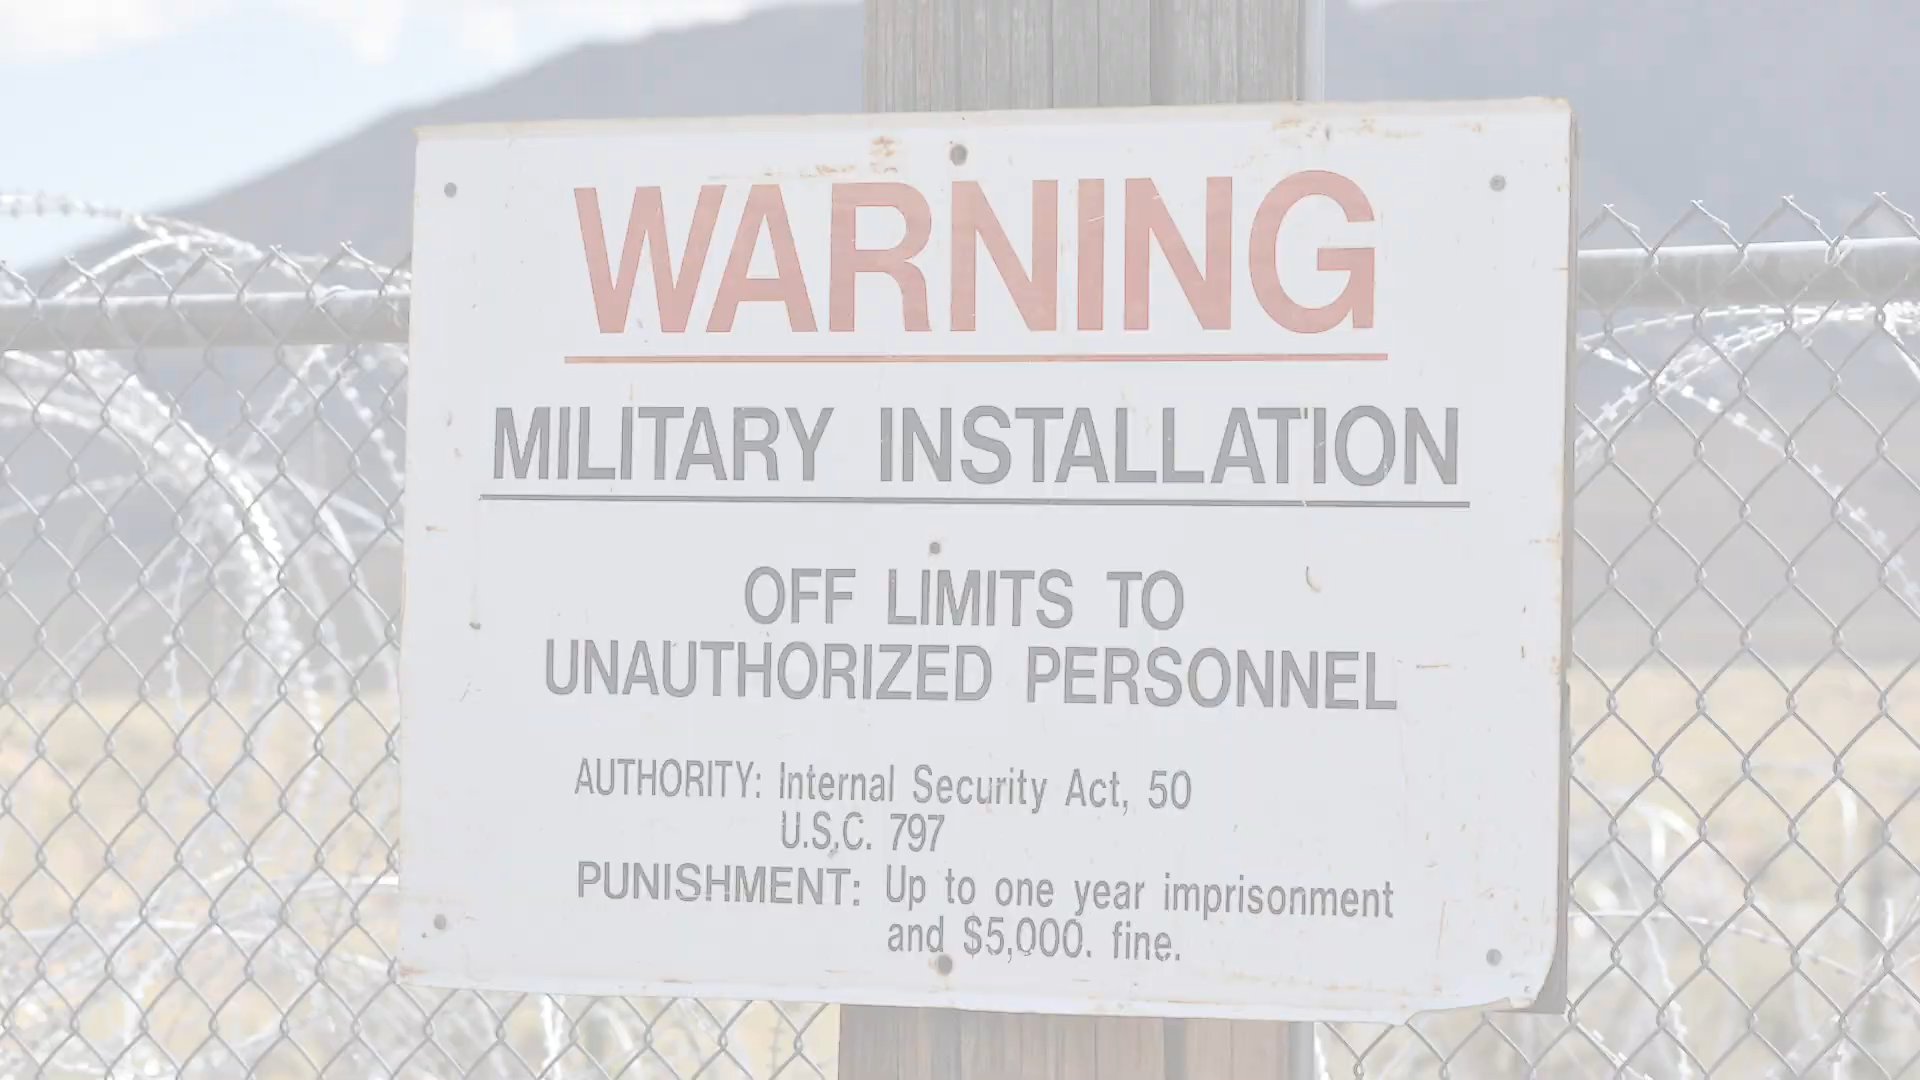 WARNING
MILITARY INSTALLATION
OFF LIMITS TO
UNAUTHORIZED PERSONNEL
AUTHORITY: Internal Security Act, 50
U.S.C. 797
PUNISHMENT: Up to one year imprisonment
and $5,000. fine.